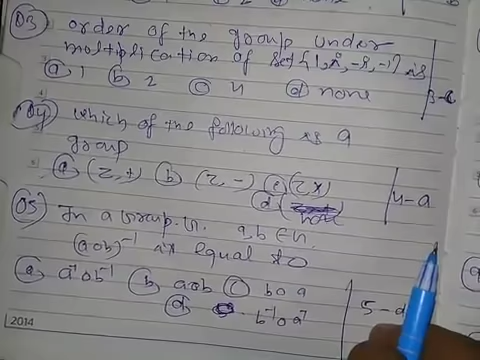 Q3) order of the group under
multiplication of set {1, i, -i, -1} is
(a) 1 (b) 2 (c) 4 (d) none
3-c
Q4) which of the following is a
group
(a) (Z, +) (b) (Z, -) (c) (Z, ×)
(d) none
4-a
Q5) In a group G. a, b ∈ G.
(a o b)⁻¹ is equal to
(a) a⁻¹ o b⁻¹ (b) a o b (c) b o a
(d) b⁻¹ o a⁻¹
5-d
2014